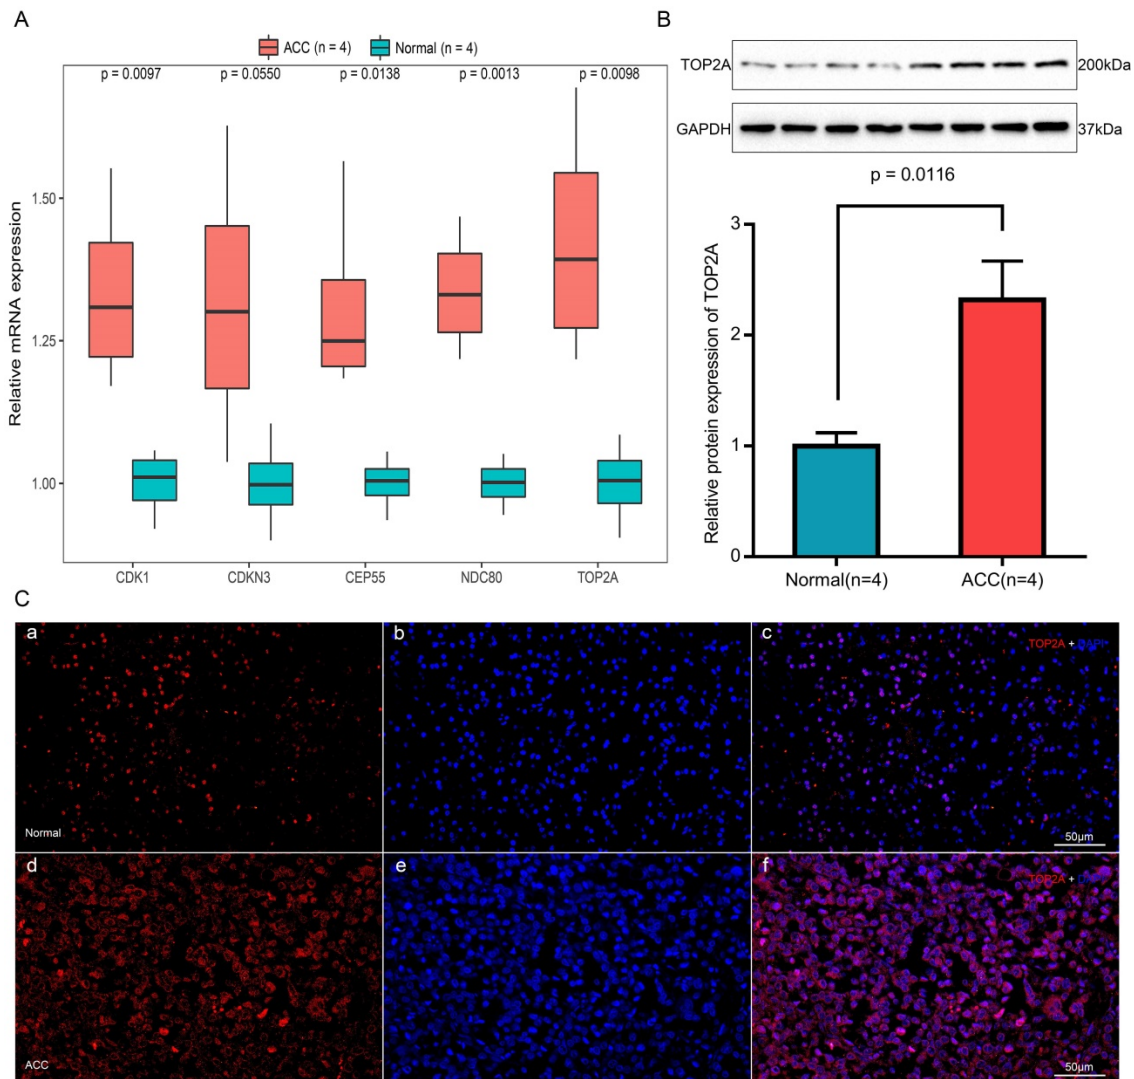 A
ACC (n = 4) Normal (n = 4)
p = 0.0097 p = 0.0550 p = 0.0138 p = 0.0013 p = 0.0098
Relative mRNA expression
1.50
1.25
1.00
CDK1 CDKN3 CEP55 NDC80 TOP2A
B
TOP2A 200kDa
GAPDH 37kDa
p = 0.0116
Relative protein expression of TOP2A
3
2
1
0
Normal(n=4) ACC(n=4)
C
a b c
TOP2A + DAPI
Normal 50μm
d e f
TOP2A +
ACC 50μm